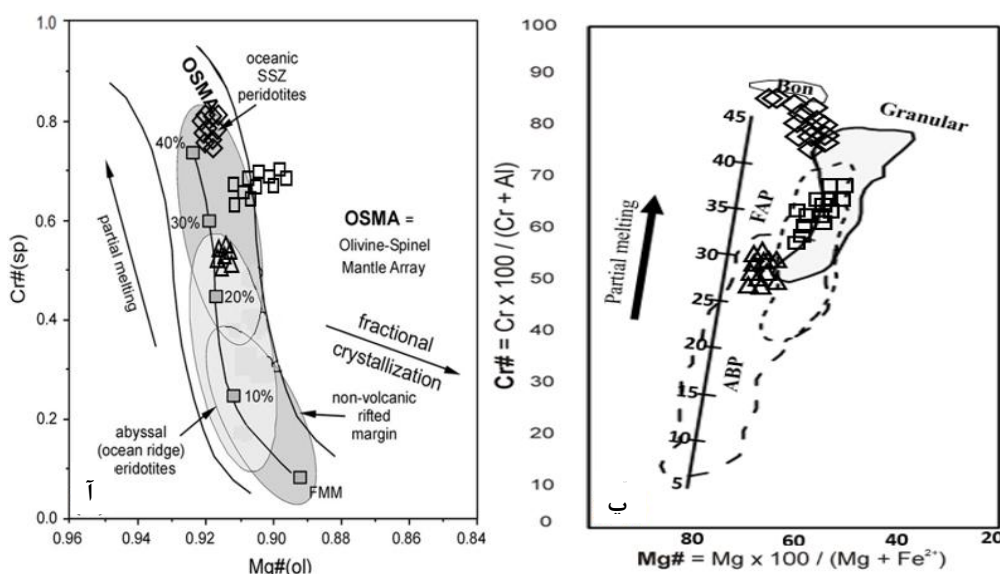 1.0
0.8
0.6
0.4
0.2
0.0
Cr#(sp)
0.96
0.92
0.90
0.88
0.86
0.84
Mg#(ol)
OSMA
oceanic
SSZ
peridotites
40%
30%
20%
10%
FMM
partial melting
OSMA =
Olivine-Spinel
Mantle Array
fractional
crystallization
non-volcanic
rifted
margin
abyssal
(ocean ridge)
eridotites
آ
100
90
80
70
60
50
40
30
20
10
0
Cr# = Cr x 100 / (Cr + Al)
80
60
40
20
Mg# = Mg x 100 / (Mg + Fe²⁺)
Bon
Granular
45
40
35
30
25
20
15
10
5
FAP
ABP
Partial melting
پ